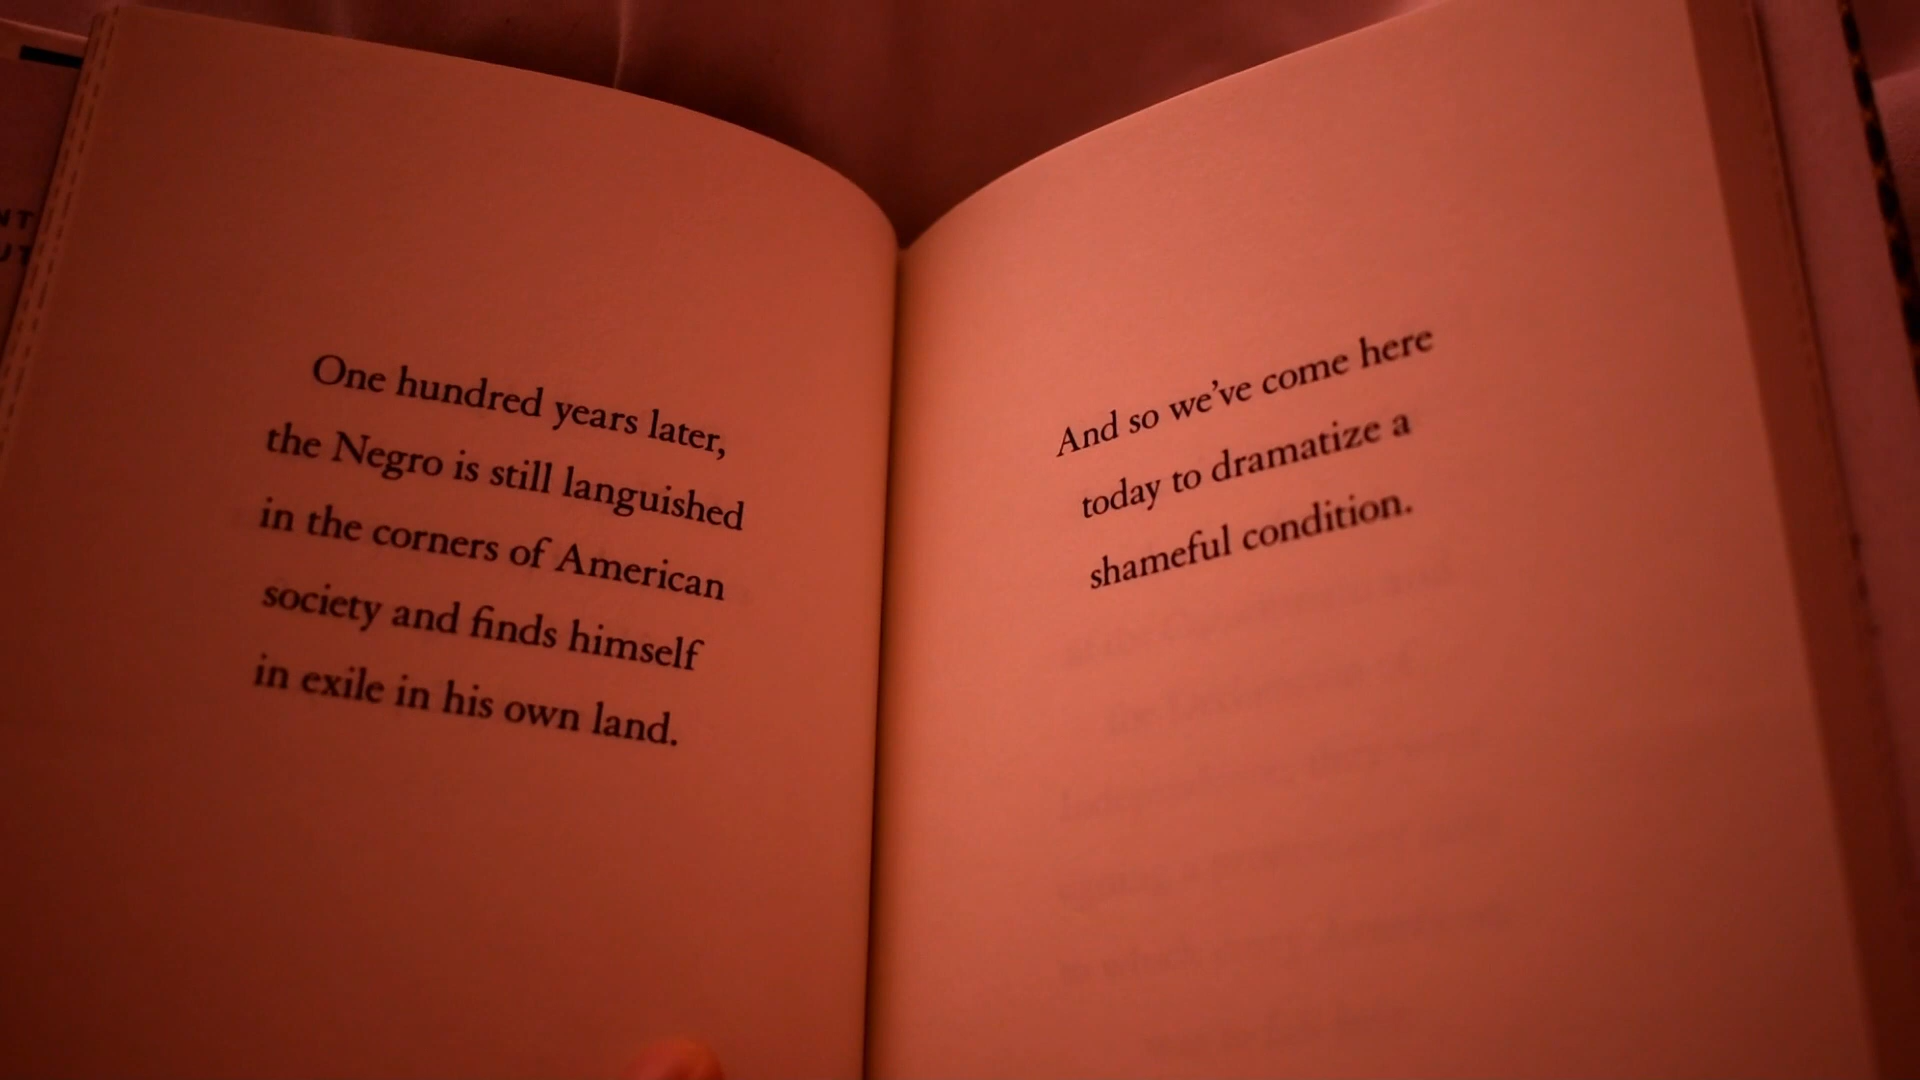 One hundred years later,
the Negro is still languished
in the corners of American
society and finds himself
in exile in his own land.
And so we've come here
today to dramatize a
shameful condition.